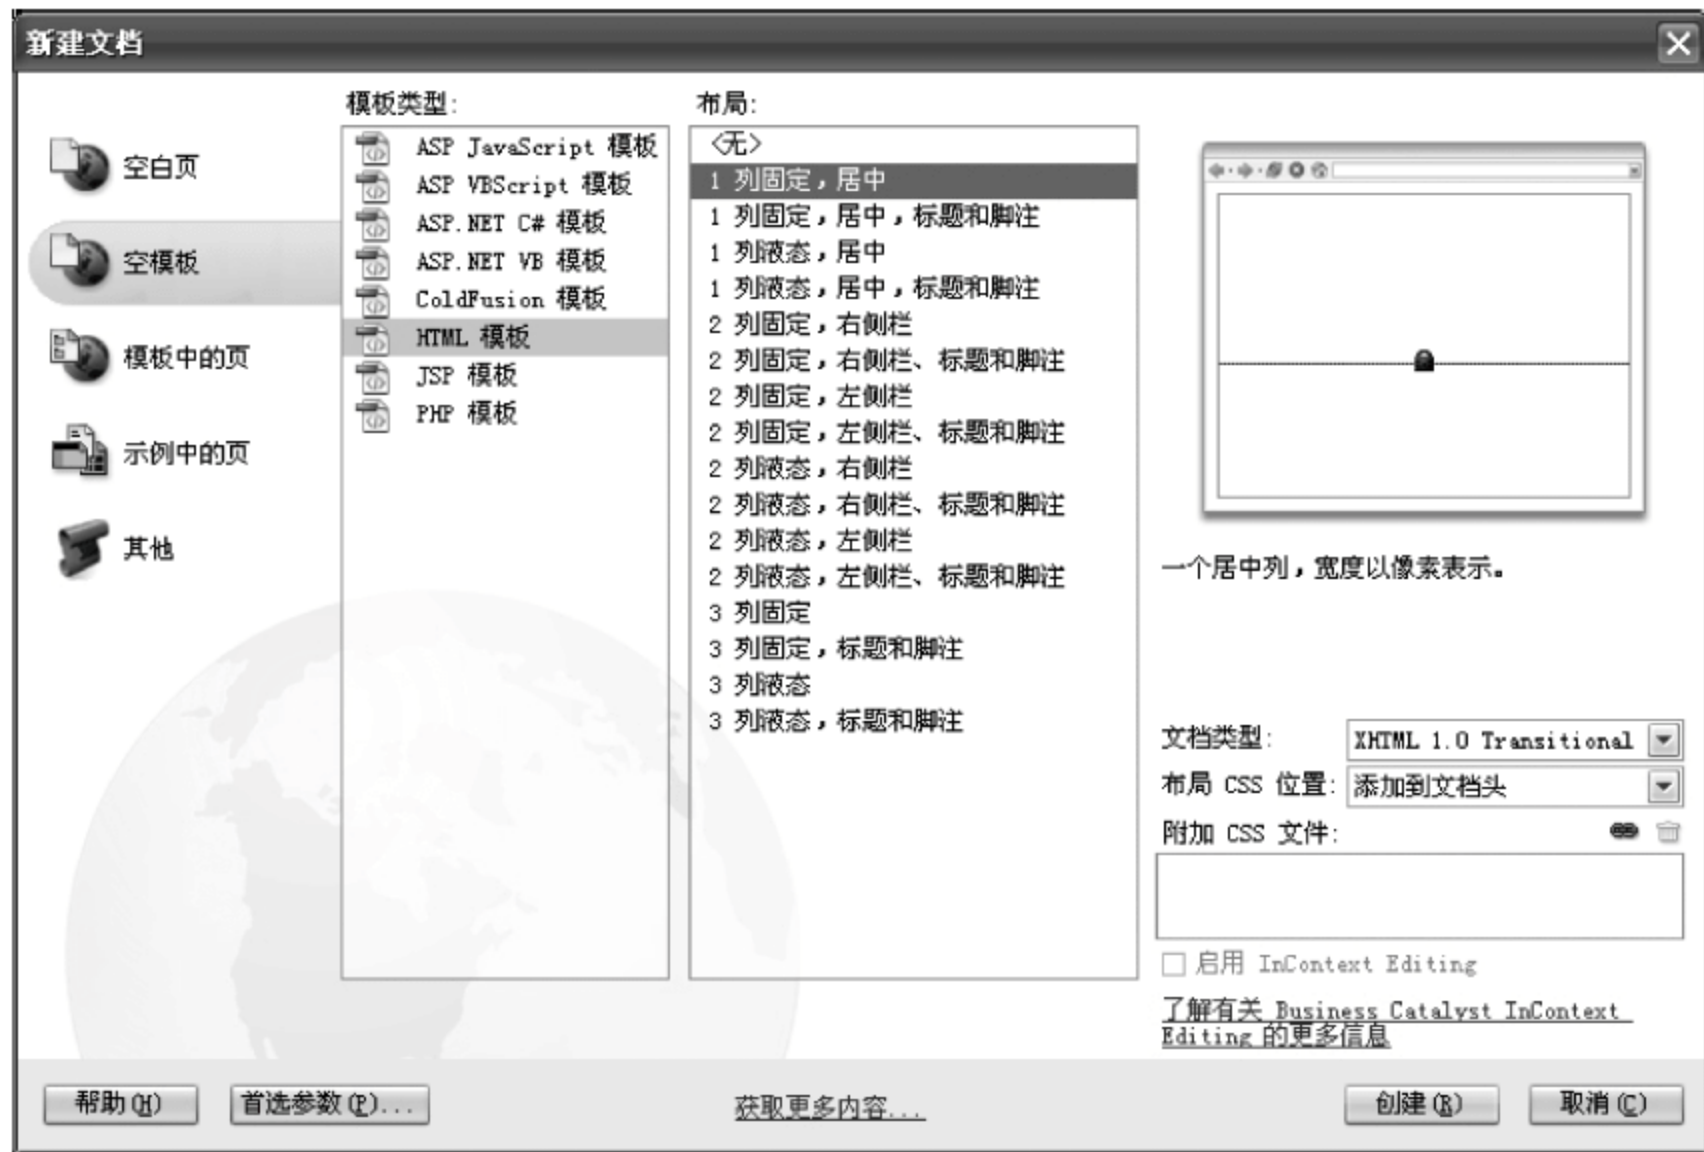 新建文档
空白页
空模板
模板中的页
示例中的页
其他
模板类型:
ASP JavaScript 模板
ASP VBScript 模板
ASP.NET C# 模板
ASP.NET VB 模板
ColdFusion 模板
HTML 模板
JSP 模板
PHP 模板
布局:
<无>
1 列固定，居中
1 列固定，居中，标题和脚注
1 列液态，居中
1 列液态，居中，标题和脚注
2 列固定，右侧栏
2 列固定，右侧栏、标题和脚注
2 列固定，左侧栏
2 列固定，左侧栏、标题和脚注
2 列液态，右侧栏
2 列液态，右侧栏、标题和脚注
2 列液态，左侧栏
2 列液态，左侧栏、标题和脚注
3 列固定
3 列固定，标题和脚注
3 列液态
3 列液态，标题和脚注
一个居中列，宽度以像素表示。
文档类型: XHTML 1.0 Transitional
布局 CSS 位置: 添加到文档头
附加 CSS 文件:
启用 InContext Editing
了解有关 Business Catalyst InContext
Editing 的更多信息
帮助(H)
首选参数(P)...
获取更多内容...
创建(R)
取消(C)